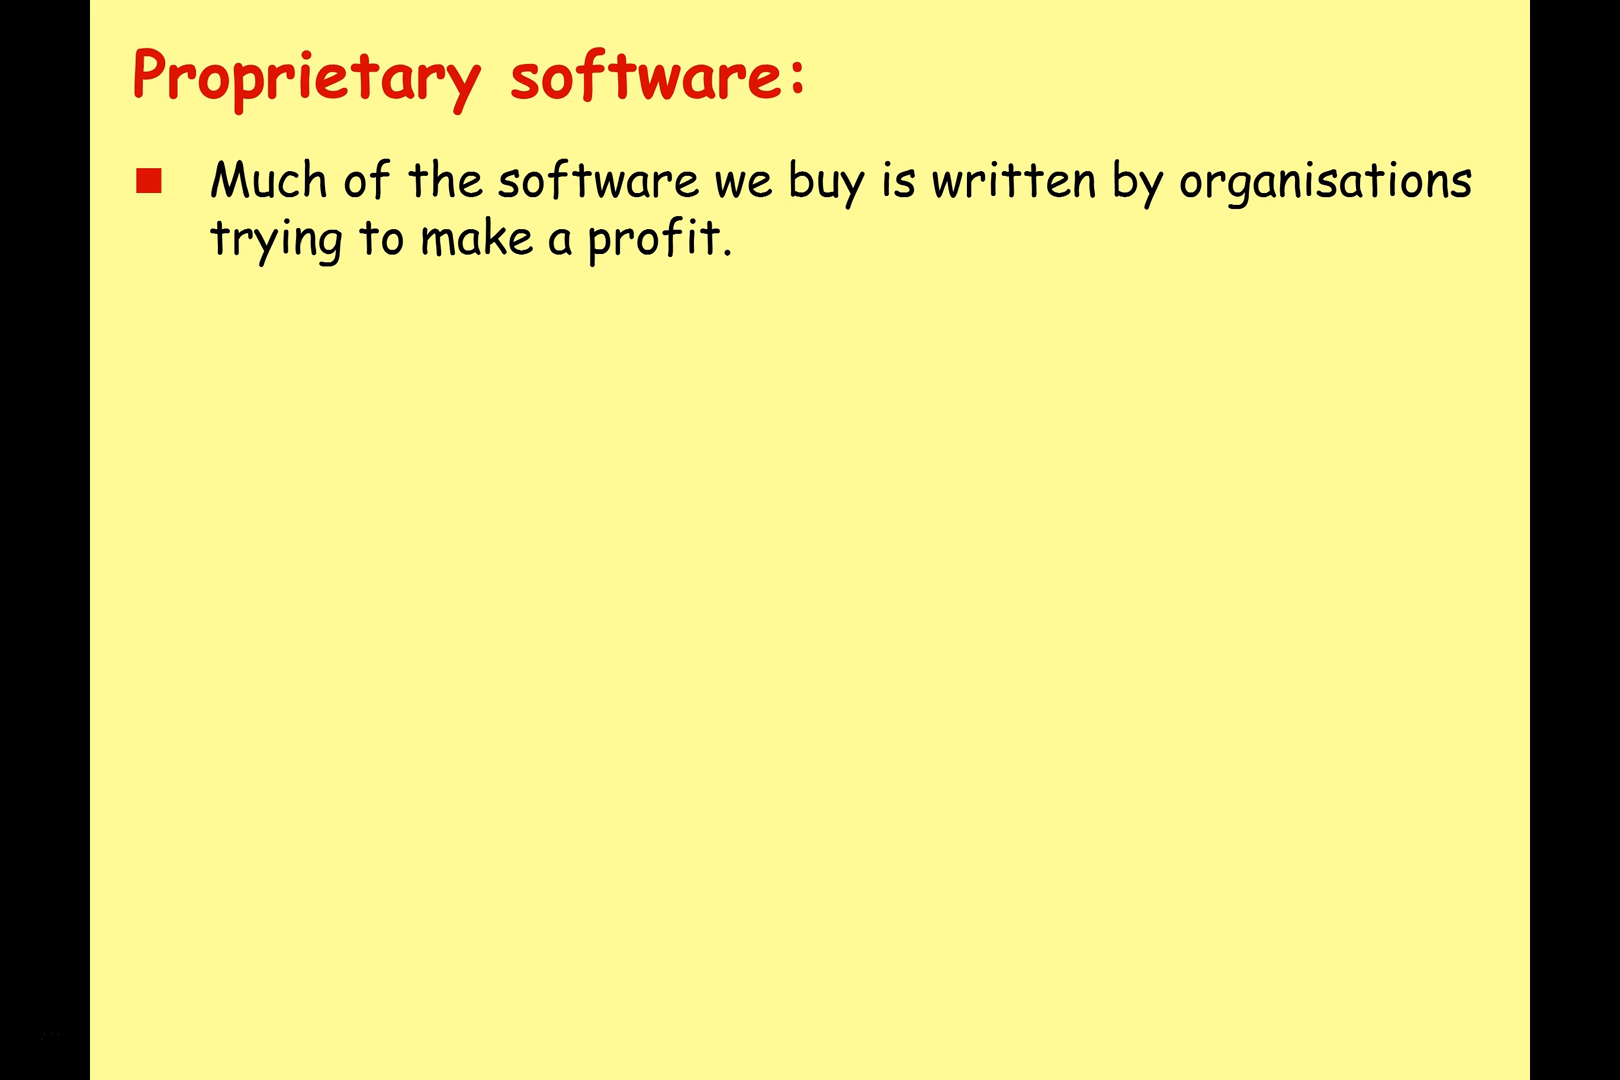 Proprietary software:
Much of the software we buy is written by organisations
trying to make a profit.